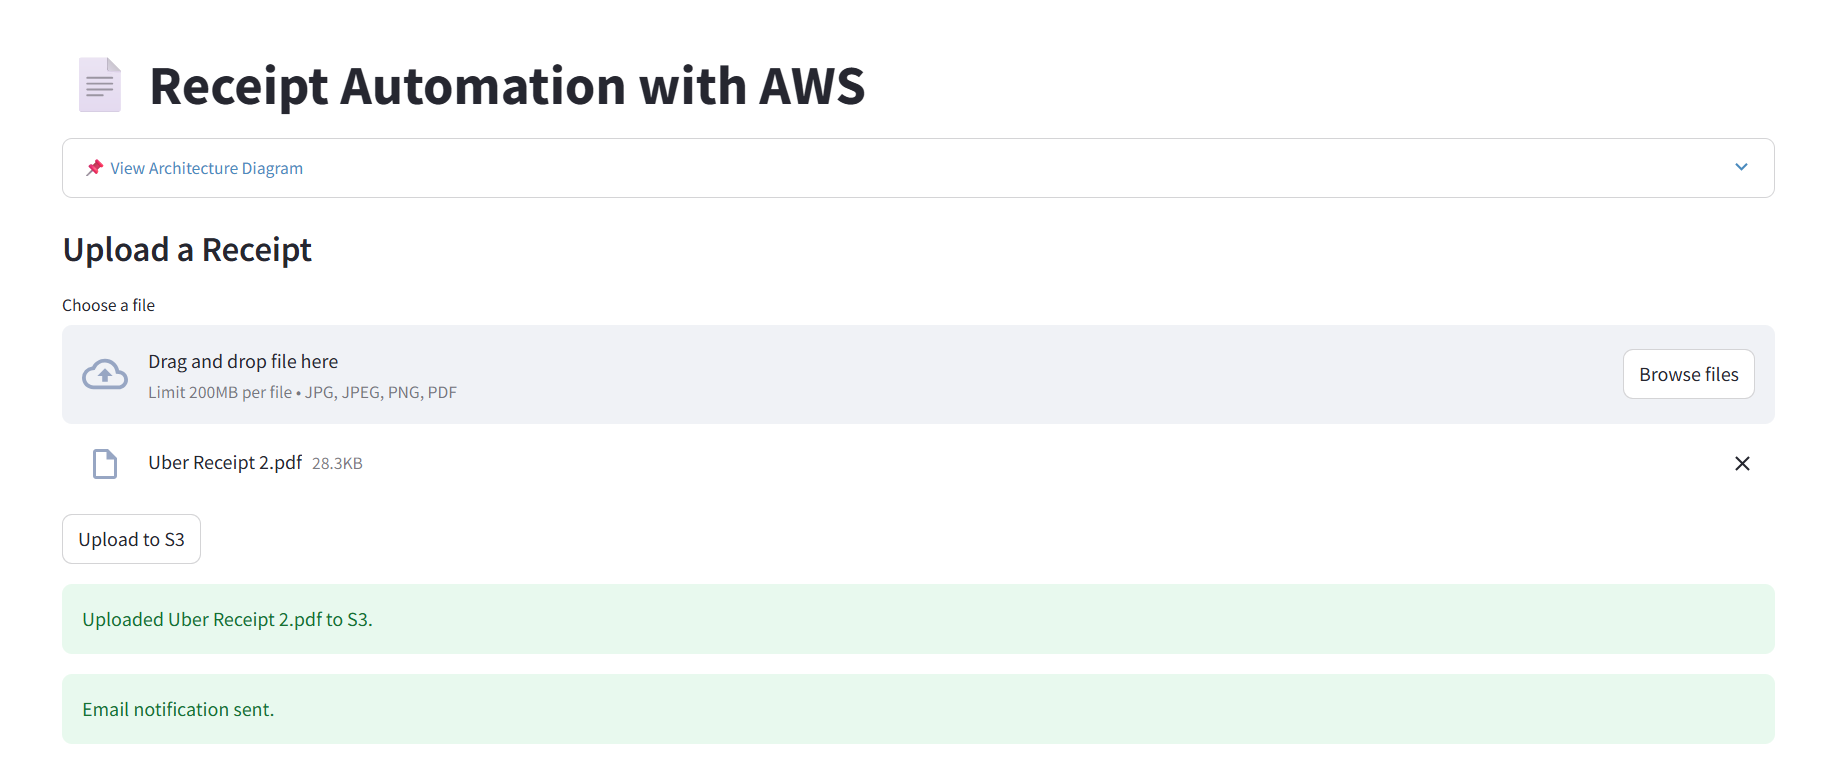 Receipt Automation with AWS
View Architecture Diagram
Upload a Receipt
Choose a file
Drag and drop file here
Limit 200MB per file • JPG, JPEG, PNG, PDF
Browse files
Uber Receipt 2.pdf 28.3KB
Upload to S3
Uploaded Uber Receipt 2.pdf to S3.
Email notification sent.